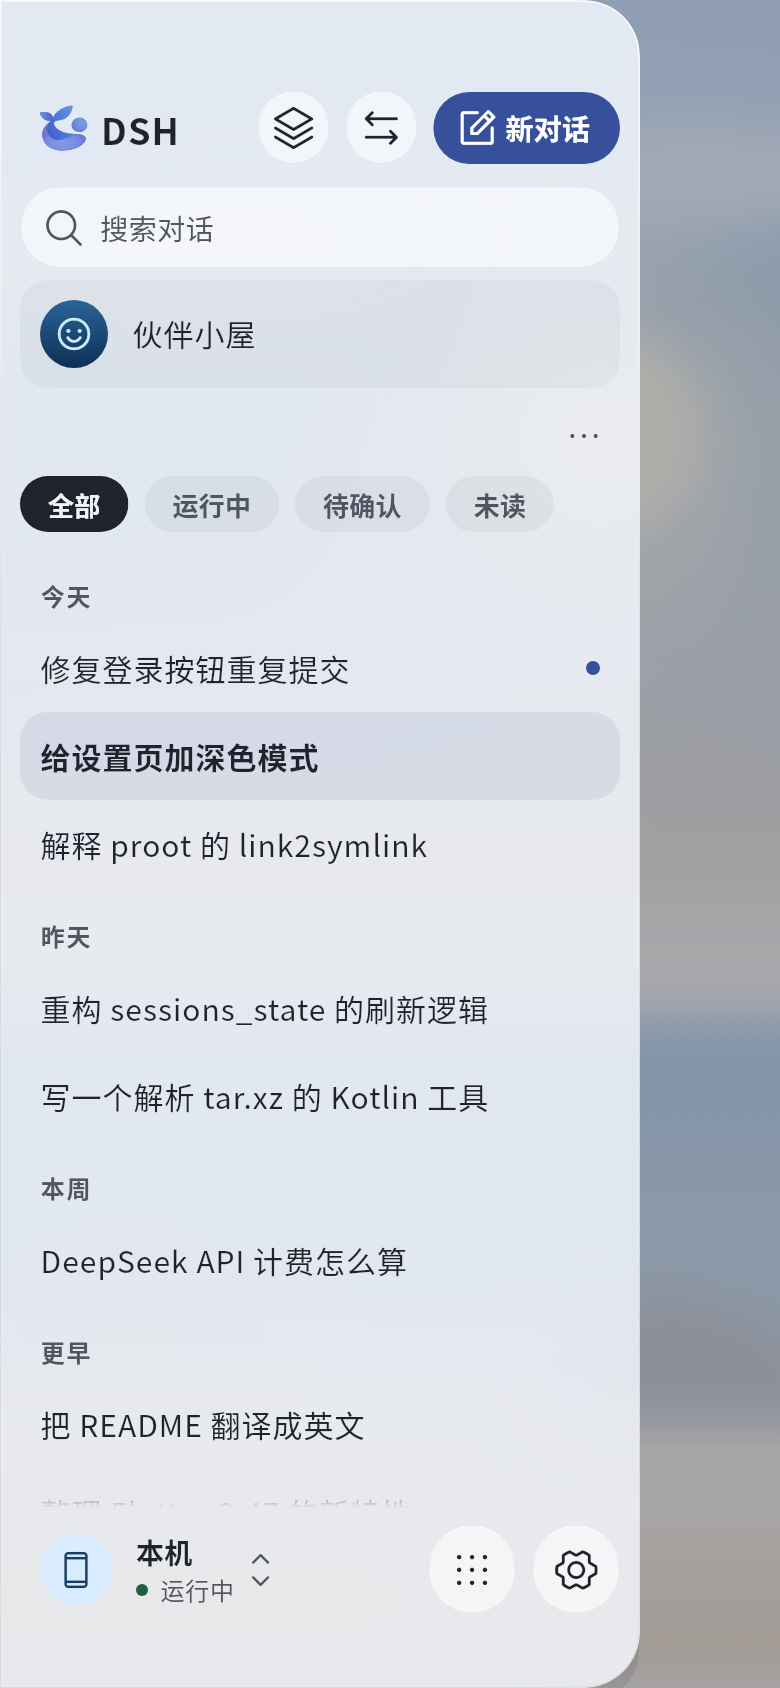 DSH
新对话
搜索对话
伙伴小屋
...
全部
运行中
待确认
未读
今天
修复登录按钮重复提交
给设置页加深色模式
解释 proot 的 link2symlink
昨天
重构 sessions_state 的刷新逻辑
写一个解析 tar.xz 的 Kotlin 工具
本周
DeepSeek API 计费怎么算
更早
把 README 翻译成英文
本机
运行中